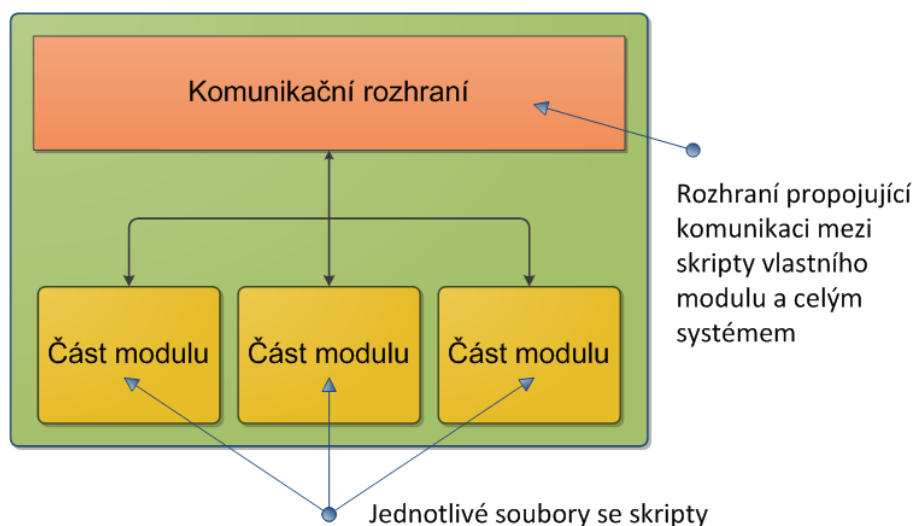 Komunikační rozhraní
Rozhraní propojující
komunikaci mezi
skripty vlastního
modulu a celým
systémem
Část modulu
Část modulu
Část modulu
Jednotlivé soubory se skripty